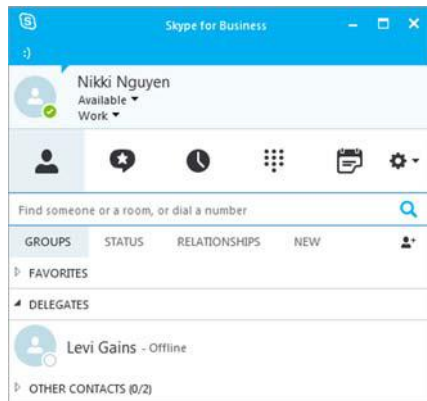 Skype for Business
:)
Nikki Nguyen
Available
Work
Find someone or a room, or dial a number
GROUPS STATUS RELATIONSHIPS NEW
FAVORITES
DELEGATES
Levi Gains - Offline
OTHER CONTACTS (0/2)